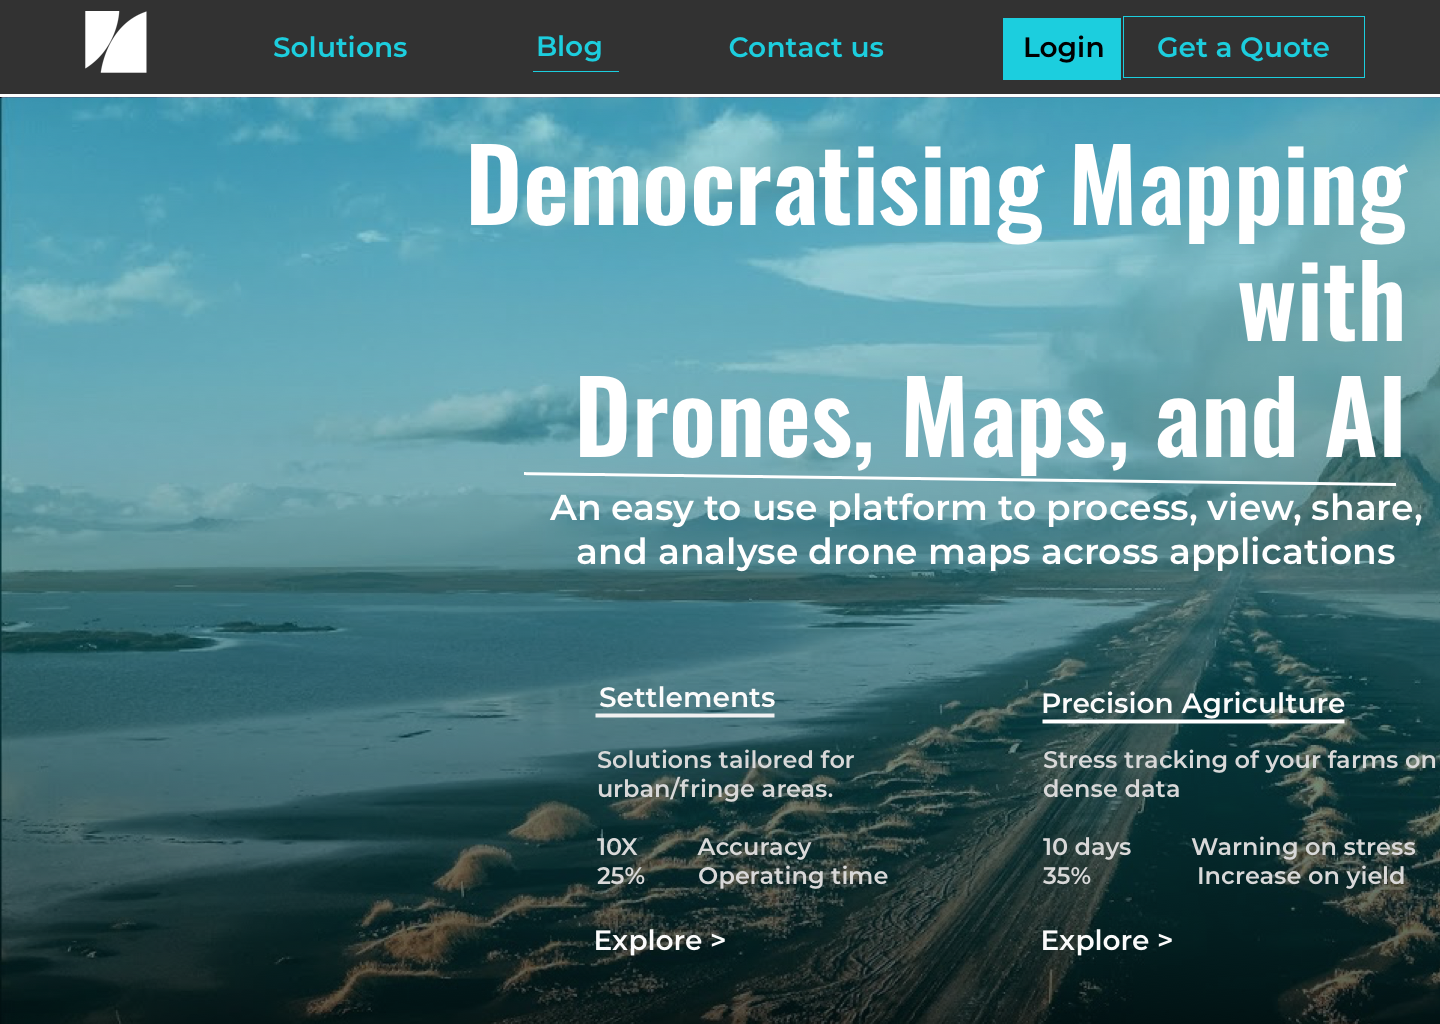 Solutions
Blog
Contact us
Login
Get a Quote
Democratising Mapping
with
Drones, Maps, and AI
An easy to use platform to process, view, share,
and analyse drone maps across applications
Settlements
Solutions tailored for
urban/fringe areas.
10X Accuracy
25% Operating time
Explore >
Precision Agriculture
Stress tracking of your farms on
dense data
10 days Warning on stress
35% Increase on yield
Explore >